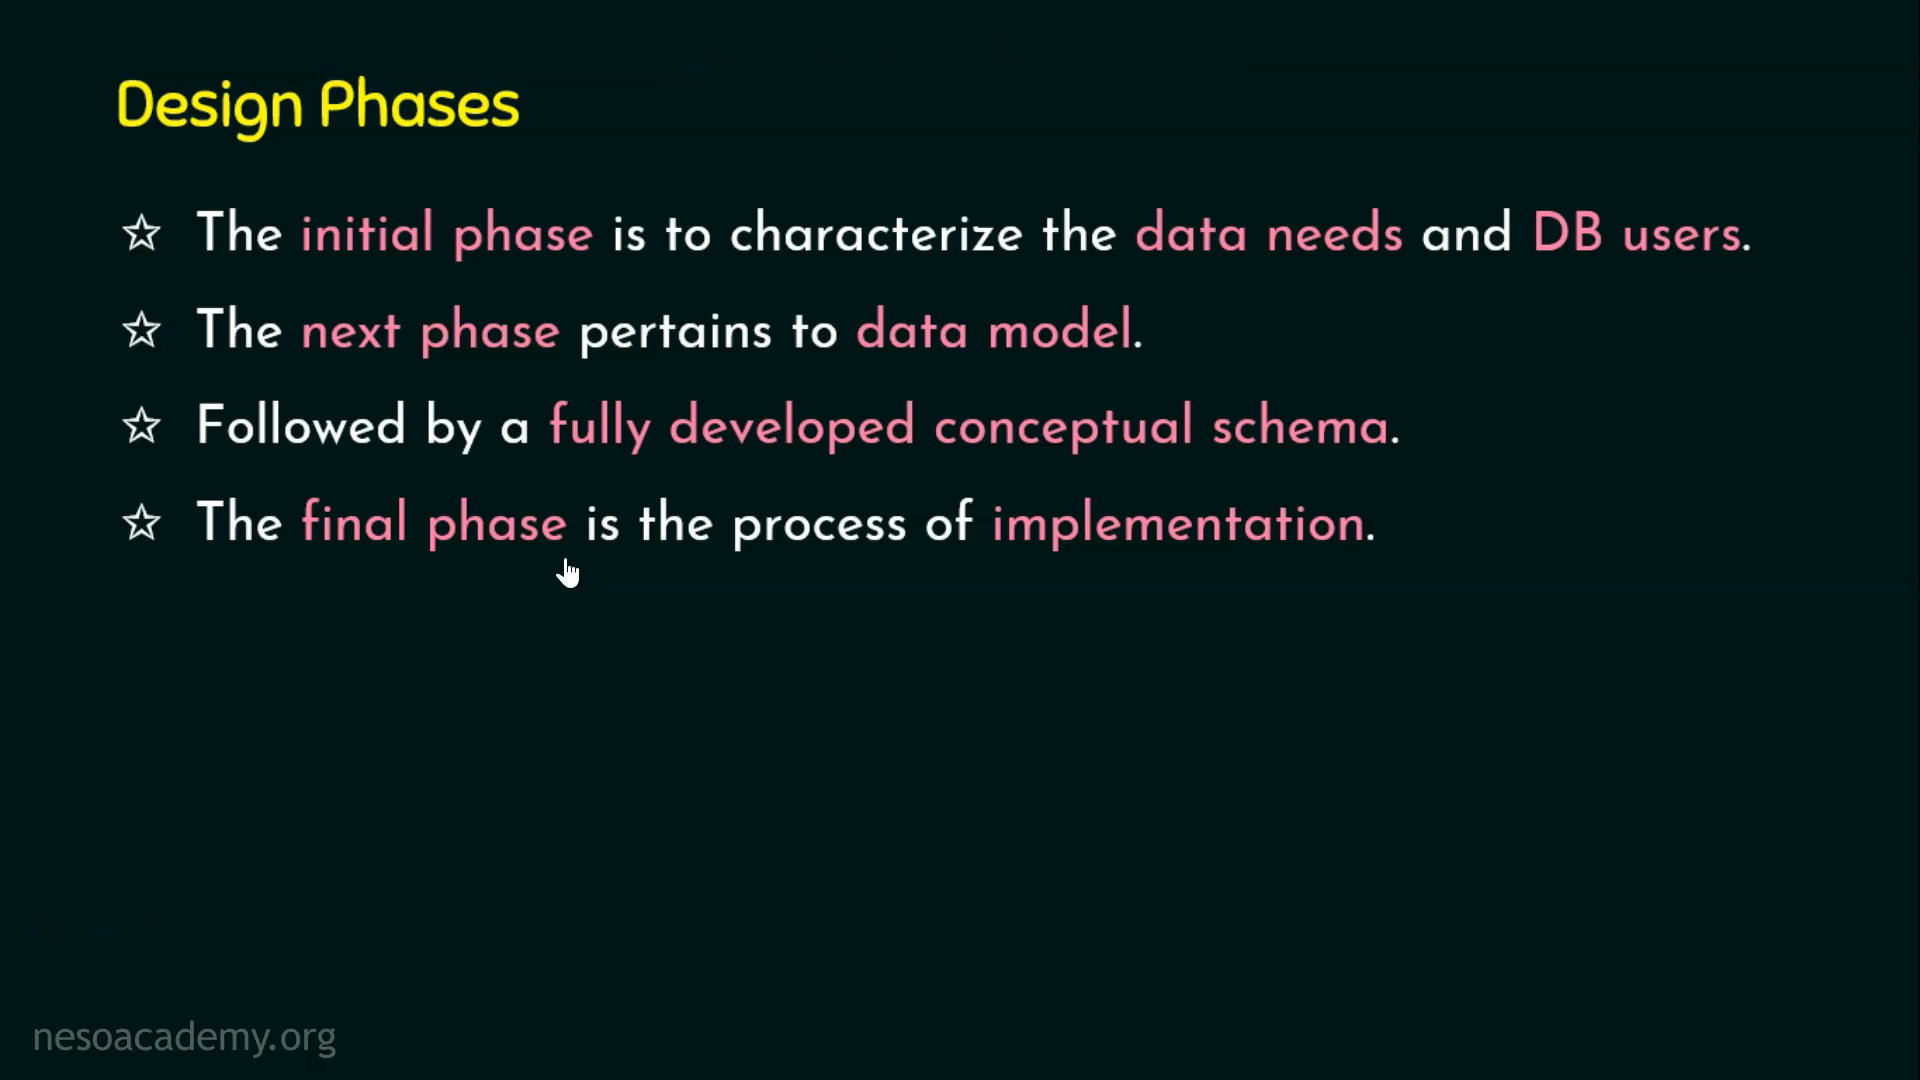 Design Phases
☆ The initial phase is to characterize the data needs and DB users.
☆ The next phase pertains to data model.
☆ Followed by a fully developed conceptual schema.
☆ The final phase is the process of implementation.
nesoacademy.org